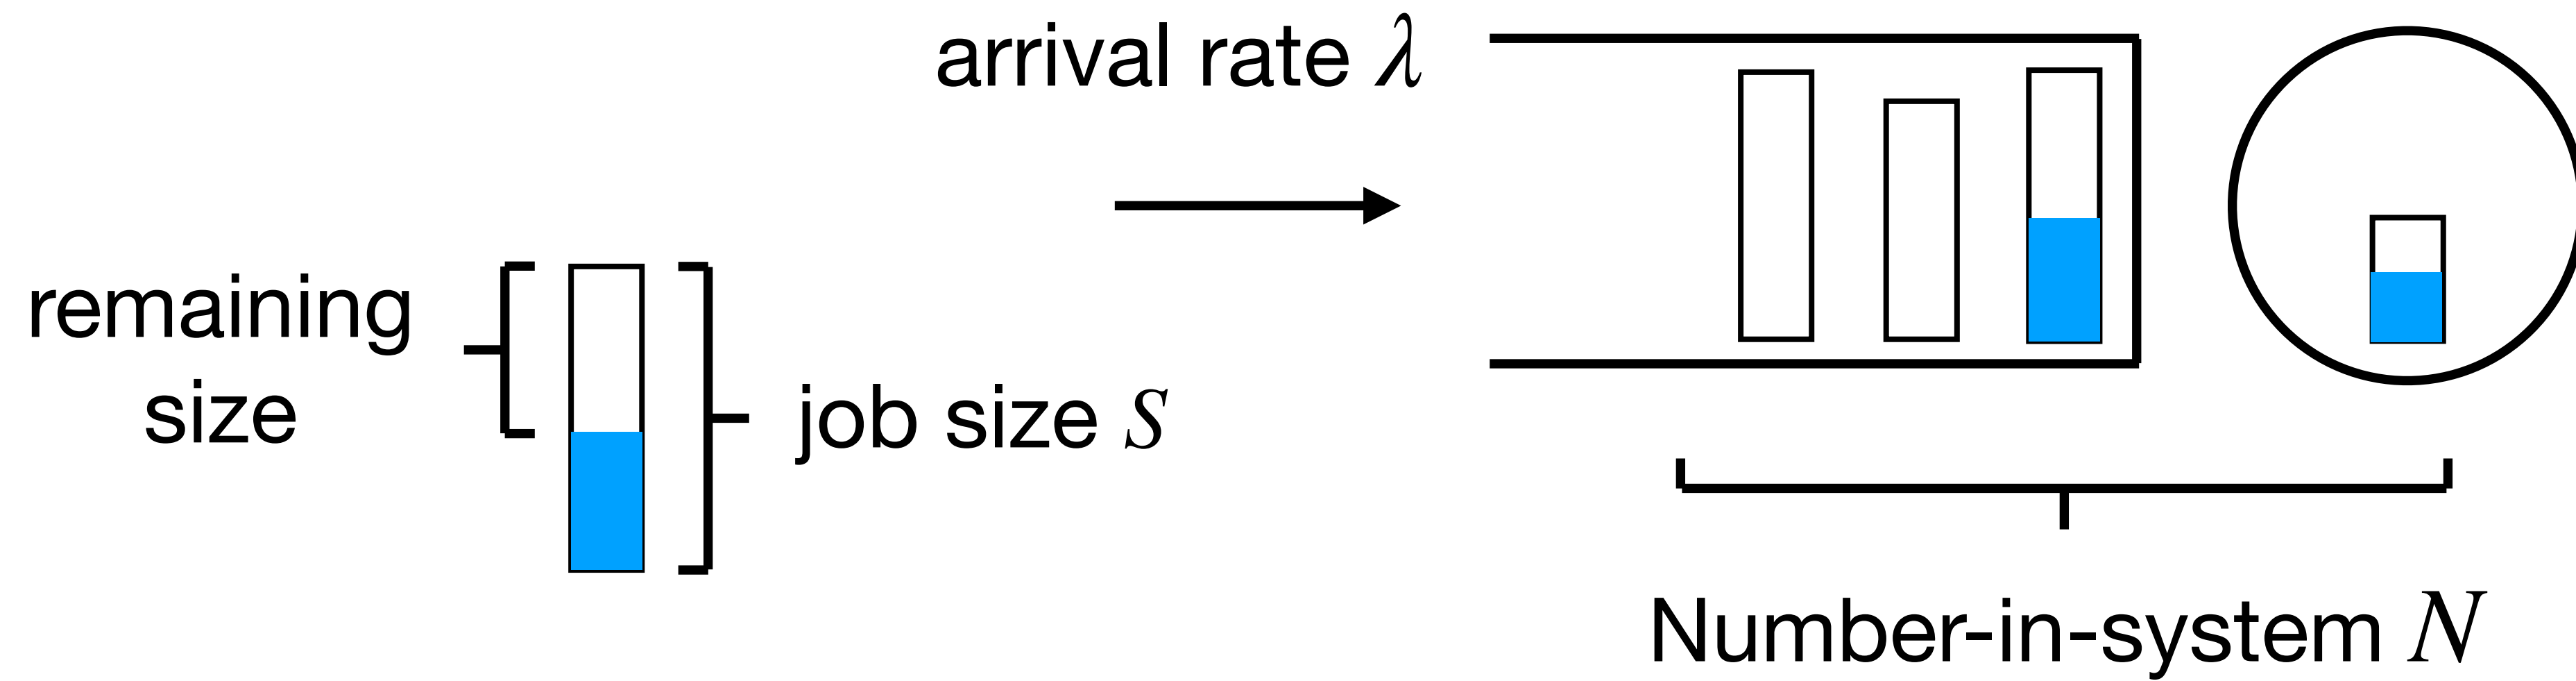 arrival rate λ
remaining
size
job size S
Number-in-system N